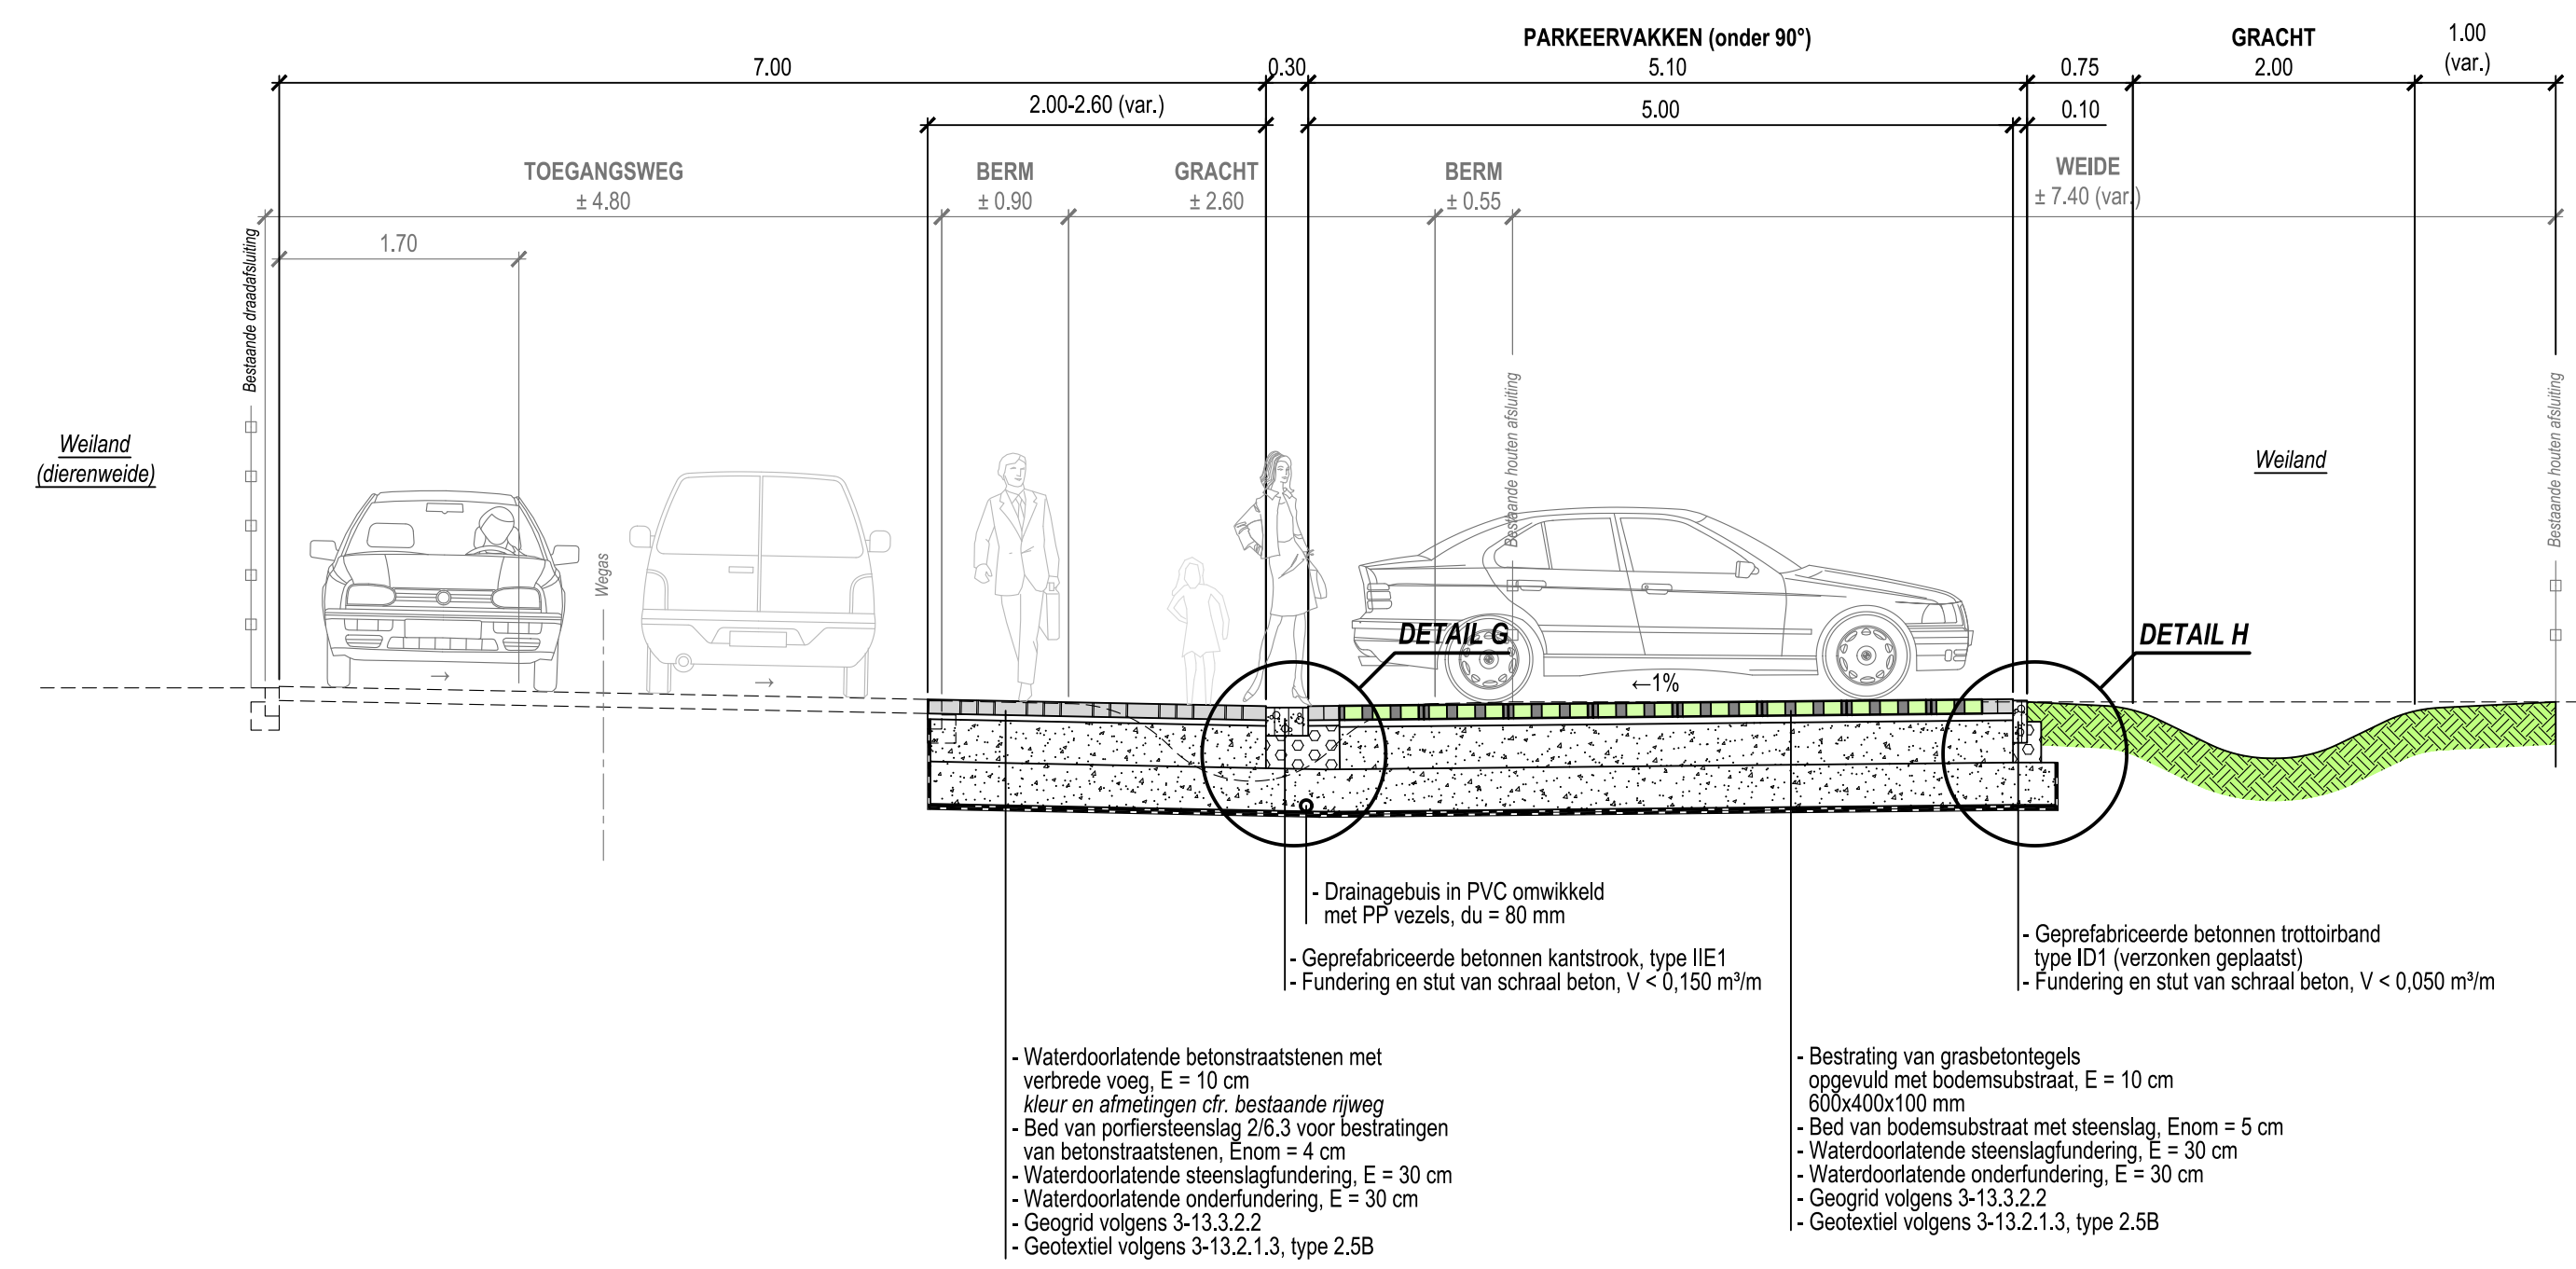 PARKEERVAKKEN (onder 90°)
GRACHT
1.00
(var.)
7.00
0.30
5.10
0.75
2.00
2.00-2.60 (var.)
5.00
0.10
TOEGANGSWEG
± 4.80
BERM
± 0.90
GRACHT
± 2.60
BERM
± 0.55
WEIDE
± 7.40 (var.)
1.70
Bestaande draadafsluiting
Bestaande houten afsluiting
Bestaande houten afsluiting
Weiland
(dierenweide)
Weiland
Wegas
→
→
DETAIL G
DETAIL H
←1%
- Drainagebuis in PVC omwikkeld
met PP vezels, du = 80 mm
- Geprefabriceerde betonnen kantstrook, type IIE1
- Fundering en stut van schraal beton, V < 0,150 m³/m
- Geprefabriceerde betonnen trottoirband
type ID1 (verzonken geplaatst)
- Fundering en stut van schraal beton, V < 0,050 m³/m
- Waterdoorlatende betonstraatstenen met
verbrede voeg, E = 10 cm
kleur en afmetingen cfr. bestaande rijweg
- Bed van porfiersteenslag 2/6.3 voor bestratingen
van betonstraatstenen, Enom = 4 cm
- Waterdoorlatende steenslagfundering, E = 30 cm
- Waterdoorlatende onderfundering, E = 30 cm
- Geogrid volgens 3-13.3.2.2
- Geotextiel volgens 3-13.2.1.3, type 2.5B
- Bestrating van grasbetontegels
opgevuld met bodemsubstraat, E = 10 cm
600x400x100 mm
- Bed van bodemsubstraat met steenslag, Enom = 5 cm
- Waterdoorlatende steenslagfundering, E = 30 cm
- Waterdoorlatende onderfundering, E = 30 cm
- Geogrid volgens 3-13.3.2.2
- Geotextiel volgens 3-13.2.1.3, type 2.5B